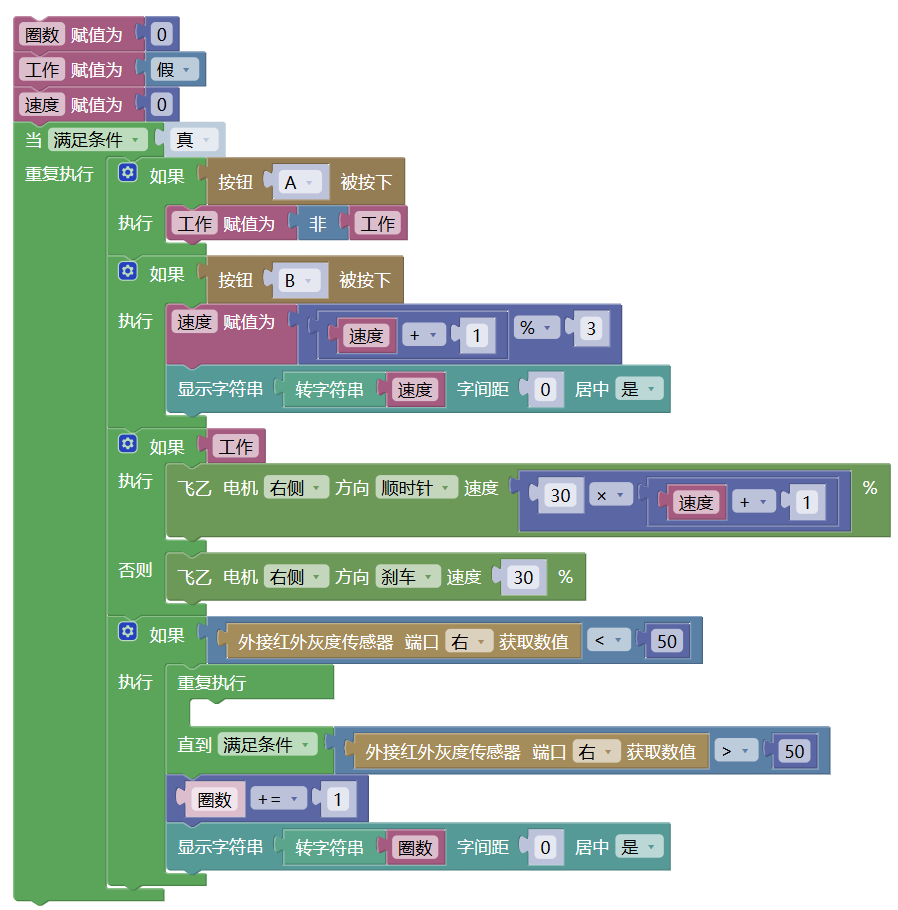 圈数 赋值为 0
工作 赋值为 假
速度 赋值为 0
当 满足条件 真
重复执行 如果 按钮 A 被按下
执行 工作 赋值为 非 工作
如果 按钮 B 被按下
执行 速度 赋值为 速度 + 1 % 3
显示字符串 转字符串 速度 字间距 0 居中 是
如果 工作
执行 飞乙 电机 右侧 方向 顺时针 速度 30 × 速度 + 1 %
否则 飞乙 电机 右侧 方向 刹车 速度 30 %
如果 外接红外灰度传感器 端口 右 获取数值 < 50
执行 重复执行
直到 满足条件 外接红外灰度传感器 端口 右 获取数值 > 50
圈数 += 1
显示字符串 转字符串 圈数 字间距 0 居中 是